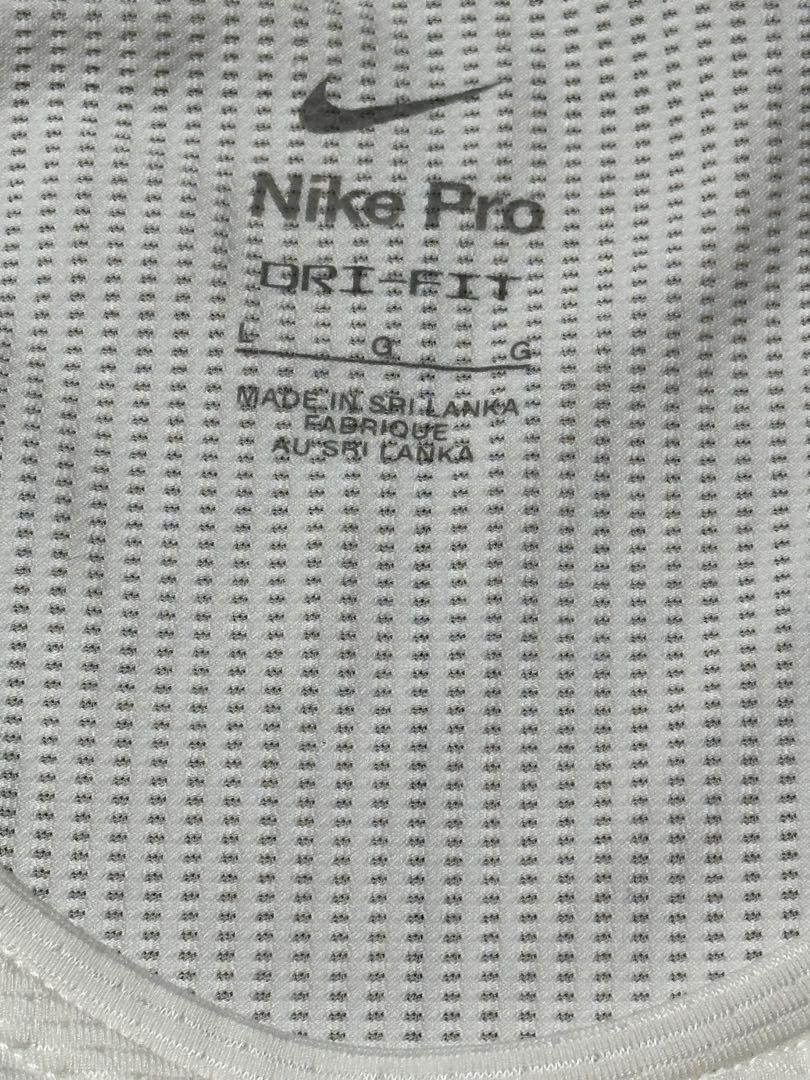 Nike Pro
DRI-FIT
L G G
MADE IN SRI LANKA
FABRIQUE
AU SRI LANKA